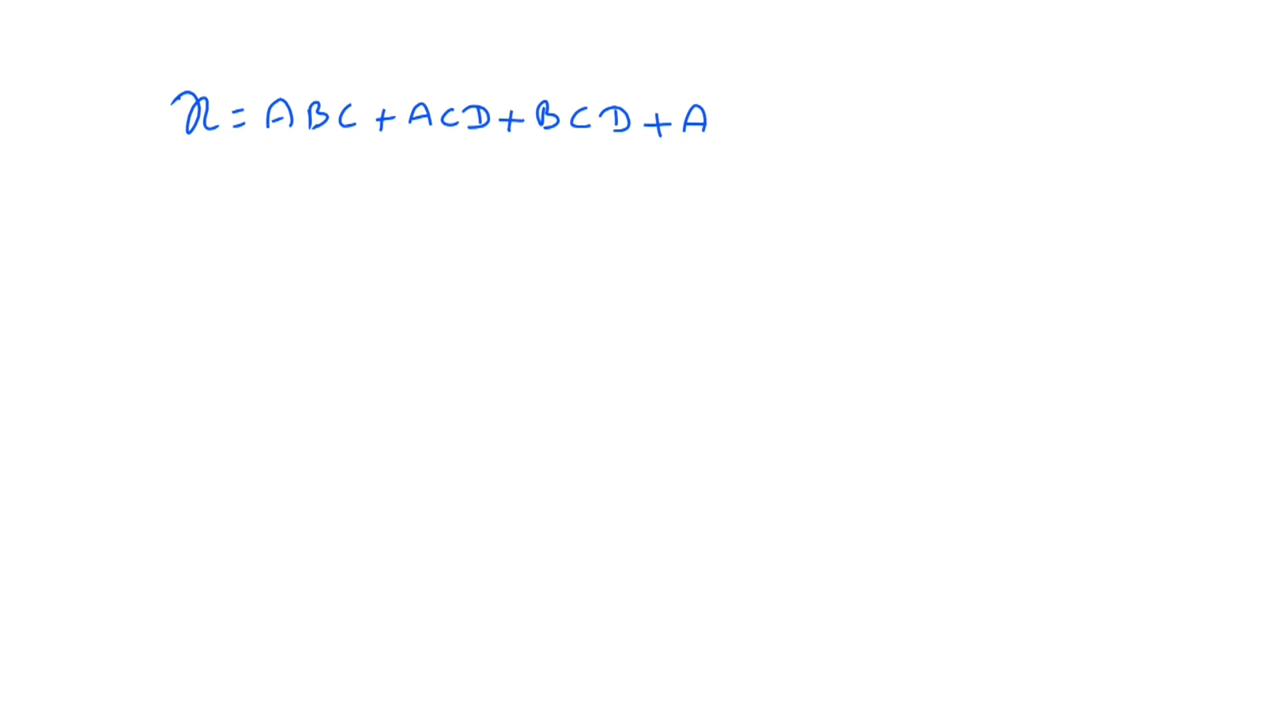 x = ABC + ACD + BCD + A